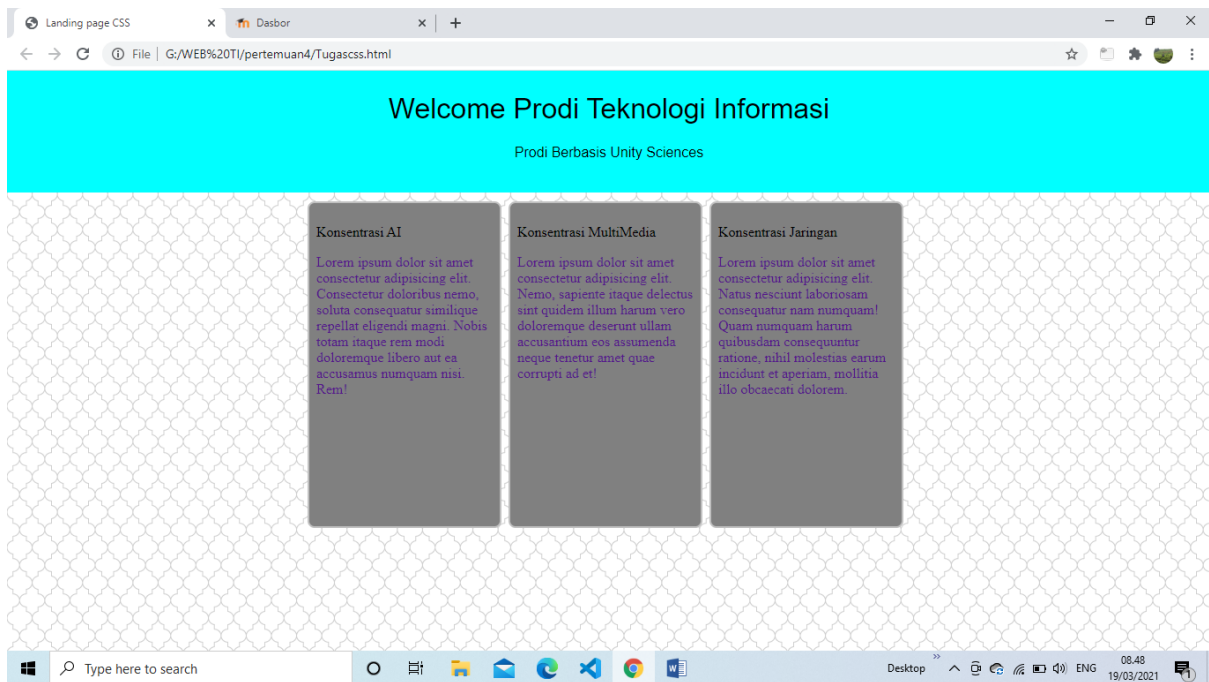 Landing page CSS
Dasbor
File | G:/WEB%20TI/pertemuan4/Tugascss.html
Welcome Prodi Teknologi Informasi
Prodi Berbasis Unity Sciences
Konsentrasi AI
Lorem ipsum dolor sit amet
consectetur adipisicing elit.
Consectetur doloribus nemo,
soluta consequatur similique
repellat eligendi magni. Nobis
totam itaque rem modi
doloremque libero aut ea
accusamus numquam nisi.
Rem!
Konsentrasi MultiMedia
Lorem ipsum dolor sit amet
consectetur adipisicing elit.
Nemo, sapiente itaque delectus
sint quidem illum harum vero
doloremque deserunt ullam
accusantium eos assumenda
neque tenetur amet quae
corrupti ad et!
Konsentrasi Jaringan
Lorem ipsum dolor sit amet
consectetur adipisicing elit.
Natus nesciunt laboriosam
consequatur nam numquam!
Quam numquam harum
quibusdam consequuntur
ratione, nihil molestias earum
incidunt et aperiam, mollitia
illo obcaecati dolorem.
Type here to search
Desktop
ENG
08.48
19/03/2021
1